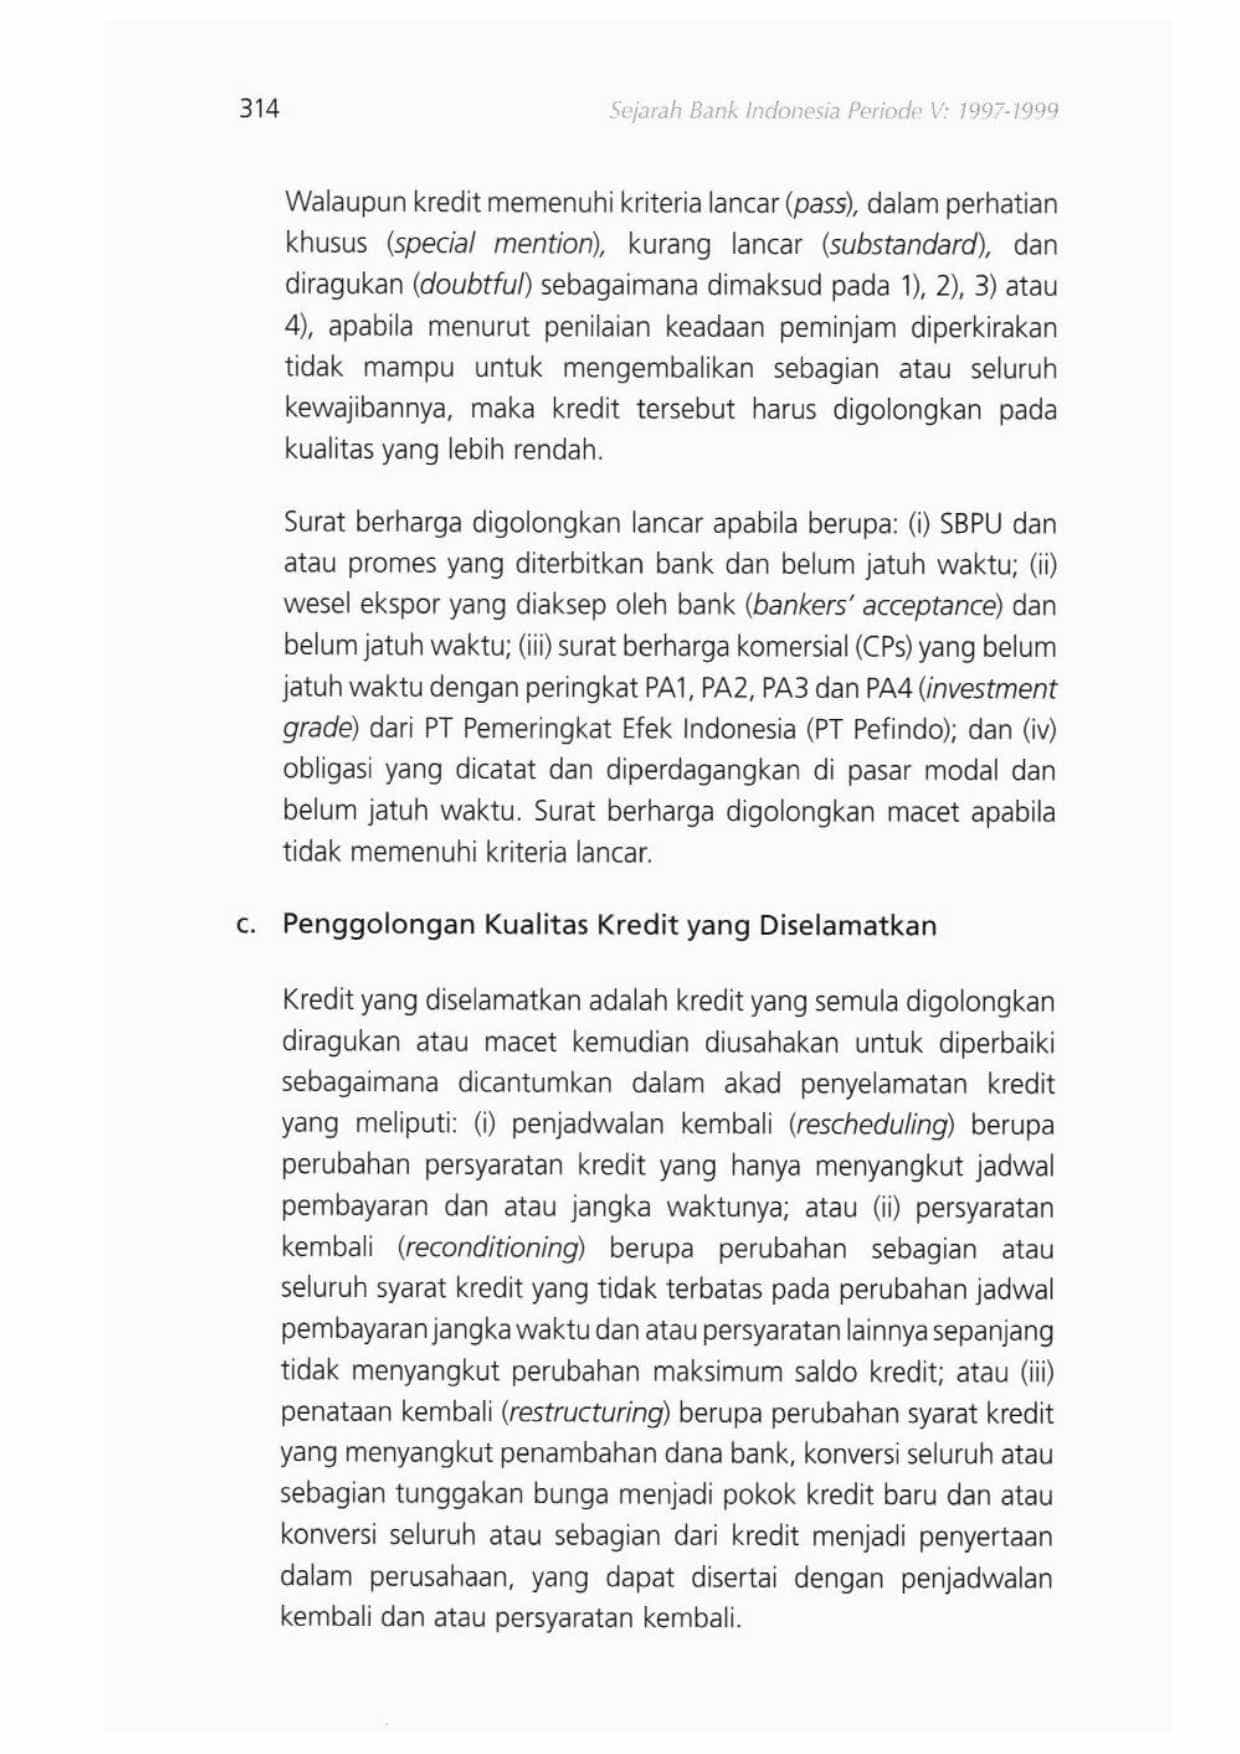 314
Sejarah Bank Indonesia Periode V: 1997-1999
Walaupun kredit memenuhi kriteria lancar (pass), dalam perhatian
khusus (special mention), kurang lancar (substandard), dan
diragukan (doubtful) sebagaimana dimaksud pada 1), 2), 3) atau
4), apabila menurut penilaian keadaan peminjam diperkirakan
tidak mampu untuk mengembalikan sebagian atau seluruh
kewajibannya, maka kredit tersebut harus digolongkan pada
kualitas yang lebih rendah.
Surat berharga digolongkan lancar apabila berupa: (i) SBPU dan
atau promes yang diterbitkan bank dan belum jatuh waktu; (ii)
wesel ekspor yang diaksep oleh bank (bankers' acceptance) dan
belum jatuh waktu; (iii) surat berharga komersial (CPs) yang belum
jatuh waktu dengan peringkat PA1, PA2, PA3 dan PA4 (investment
grade) dari PT Pemeringkat Efek Indonesia (PT Pefindo); dan (iv)
obligasi yang dicatat dan diperdagangkan di pasar modal dan
belum jatuh waktu. Surat berharga digolongkan macet apabila
tidak memenuhi kriteria lancar.
c. Penggolongan Kualitas Kredit yang Diselamatkan
Kredit yang diselamatkan adalah kredit yang semula digolongkan
diragukan atau macet kemudian diusahakan untuk diperbaiki
sebagaimana dicantumkan dalam akad penyelamatan kredit
yang meliputi: (i) penjadwalan kembali (rescheduling) berupa
perubahan persyaratan kredit yang hanya menyangkut jadwal
pembayaran dan atau jangka waktunya; atau (ii) persyaratan
kembali (reconditioning) berupa perubahan sebagian atau
seluruh syarat kredit yang tidak terbatas pada perubahan jadwal
pembayaran jangka waktu dan atau persyaratan lainnya sepanjang
tidak menyangkut perubahan maksimum saldo kredit; atau (iii)
penataan kembali (restructuring) berupa perubahan syarat kredit
yang menyangkut penambahan dana bank, konversi seluruh atau
sebagian tunggakan bunga menjadi pokok kredit baru dan atau
konversi seluruh atau sebagian dari kredit menjadi penyertaan
dalam perusahaan, yang dapat disertai dengan penjadwalan
kembali dan atau persyaratan kembali.